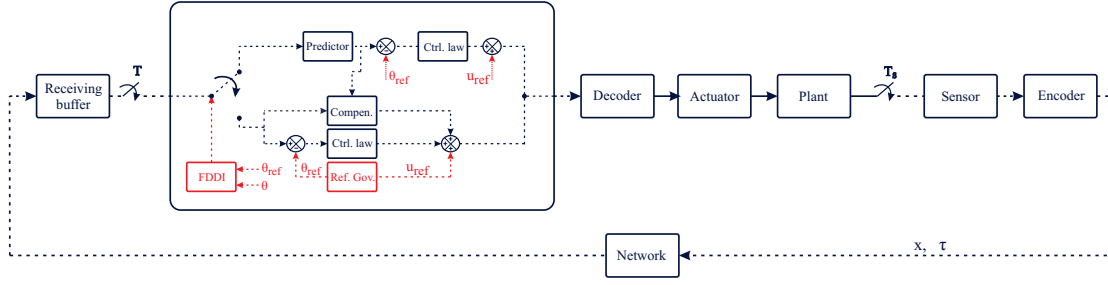 Predictor
Ctrl. law
θref
uref
T
Ts
Receiving
buffer
Decoder
Actuator
Plant
Sensor
Encoder
Compen.
Ctrl. law
FDDI
θref
θ
θref
Ref. Gov.
uref
Network
x, τ